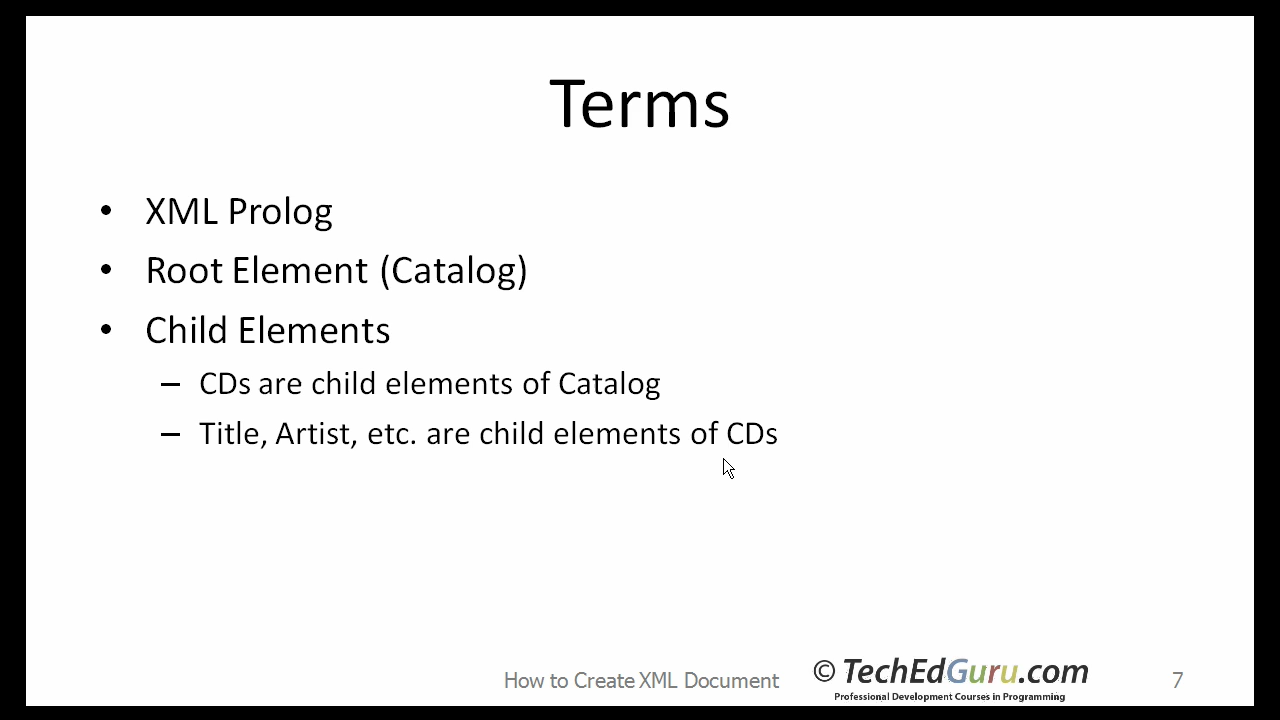 Terms
• XML Prolog
• Root Element (Catalog)
• Child Elements
– CDs are child elements of Catalog
– Title, Artist, etc. are child elements of CDs
How to Create XML Document
© TechEdGuru.com
Professional Development Courses in Programming
7